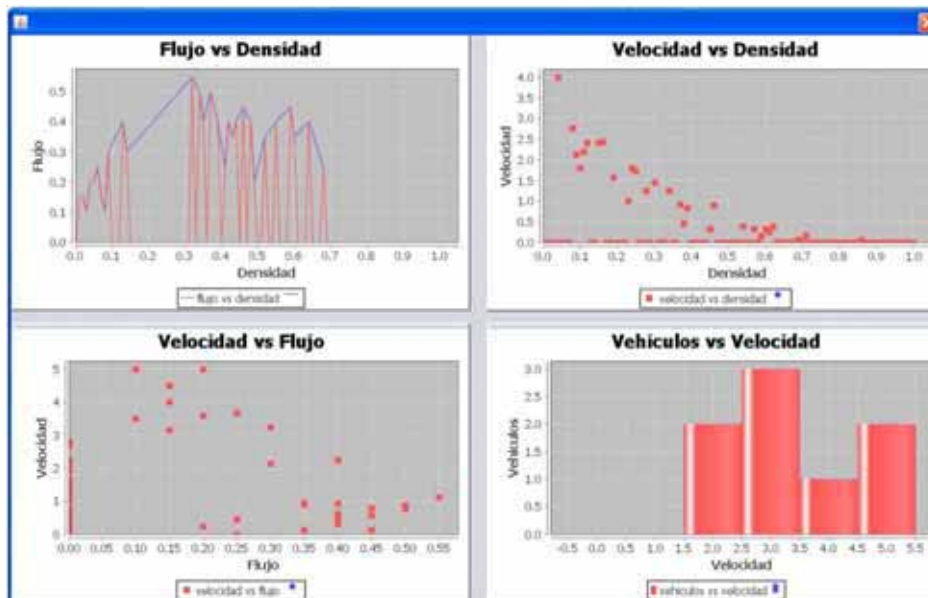 Flujo vs Densidad
Flujo
0.5
0.4
0.3
0.2
0.1
0.0
0.0 0.1 0.2 0.3 0.4 0.5 0.6 0.7 0.8 0.9 1.0
Densidad
flujo vs densidad
Velocidad vs Densidad
Velocidad
4.0
3.5
3.0
2.5
2.0
1.5
1.0
0.5
0.0
0.0 0.1 0.2 0.3 0.4 0.5 0.6 0.7 0.8 0.9 1.0
Densidad
velocidad vs densidad
Velocidad vs Flujo
Velocidad
5
4
3
2
1
0
0.00 0.05 0.10 0.15 0.20 0.25 0.30 0.35 0.40 0.45 0.50 0.55
Flujo
velocidad vs flujo
Vehiculos vs Velocidad
Vehiculos
3.0
2.5
2.0
1.5
1.0
0.5
0.0
-0.5 0.0 0.5 1.0 1.5 2.0 2.5 3.0 3.5 4.0 4.5 5.0 5.5
Velocidad
vehiculos vs velocidad